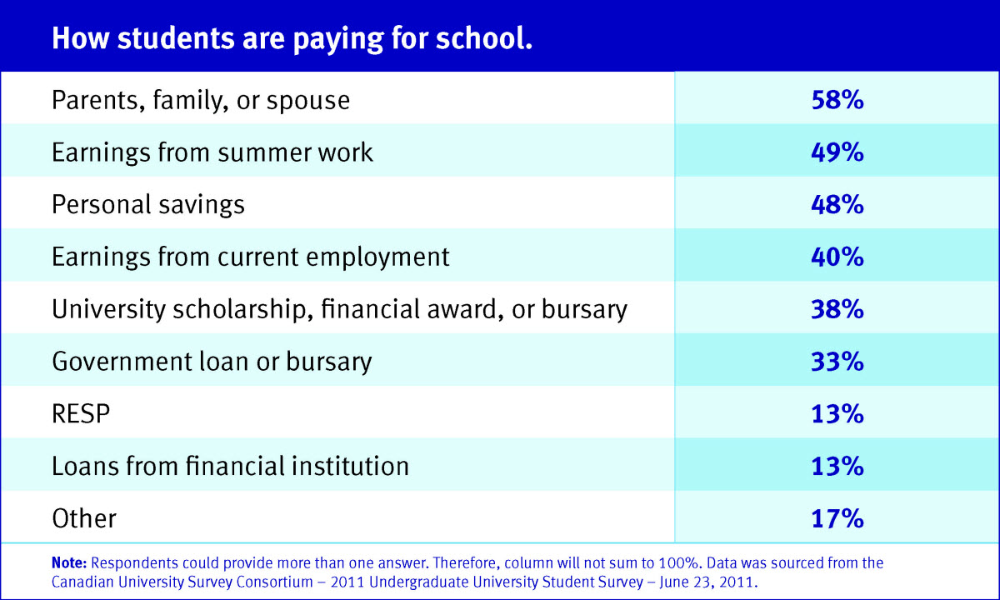 How students are paying for school.
Parents, family, or spouse 58%
Earnings from summer work 49%
Personal savings 48%
Earnings from current employment 40%
University scholarship, financial award, or bursary 38%
Government loan or bursary 33%
RESP 13%
Loans from financial institution 13%
Other 17%
Note: Respondents could provide more than one answer. Therefore, column will not sum to 100%. Data was sourced from the
Canadian University Survey Consortium – 2011 Undergraduate University Student Survey – June 23, 2011.